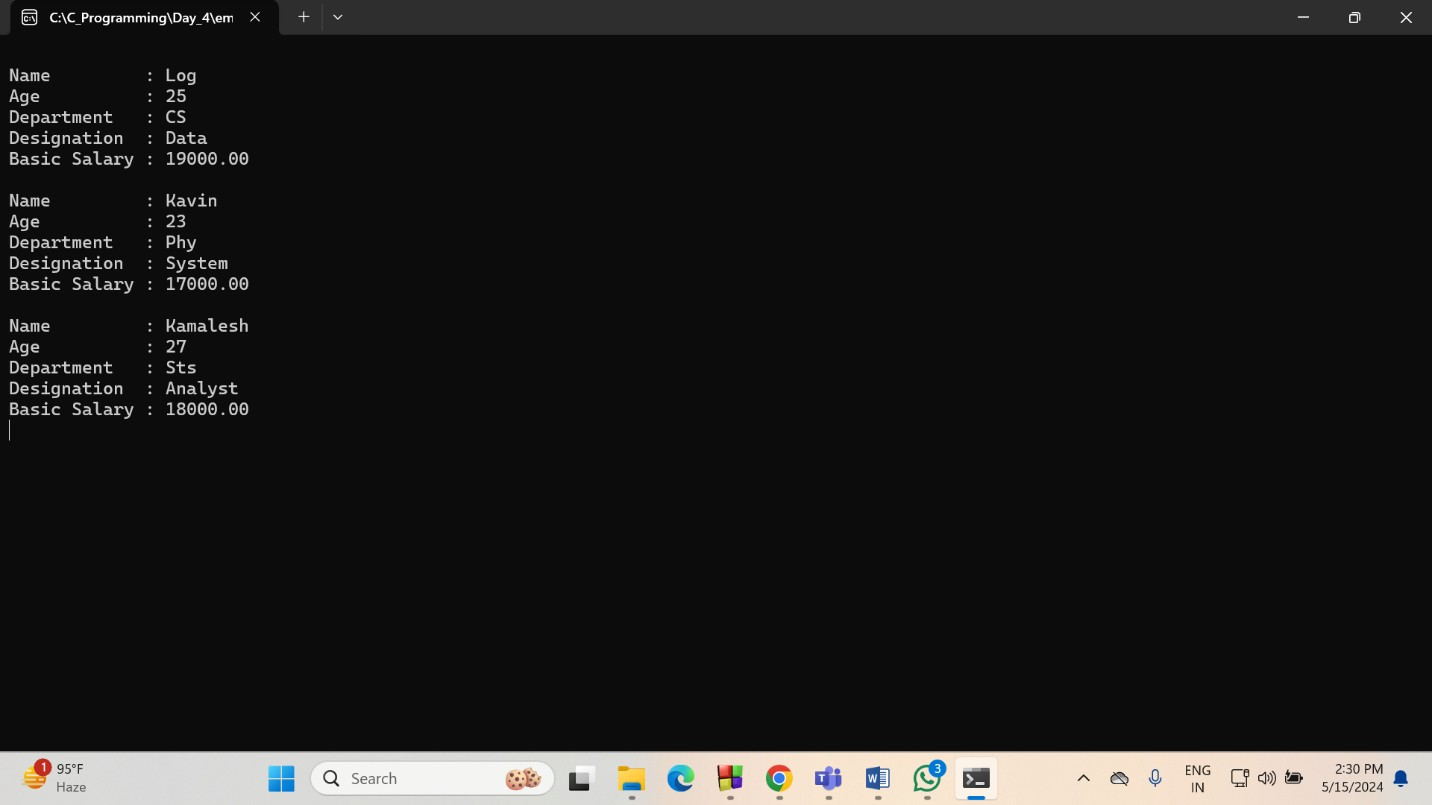 C:\C_Programming\Day_4\em
Name : Log
Age : 25
Department : CS
Designation : Data
Basic Salary : 19000.00
Name : Kavin
Age : 23
Department : Phy
Designation : System
Basic Salary : 17000.00
Name : Kamalesh
Age : 27
Department : Sts
Designation : Analyst
Basic Salary : 18000.00
1
95°F
Haze
Search
3
ENG
IN
2:30 PM
5/15/2024